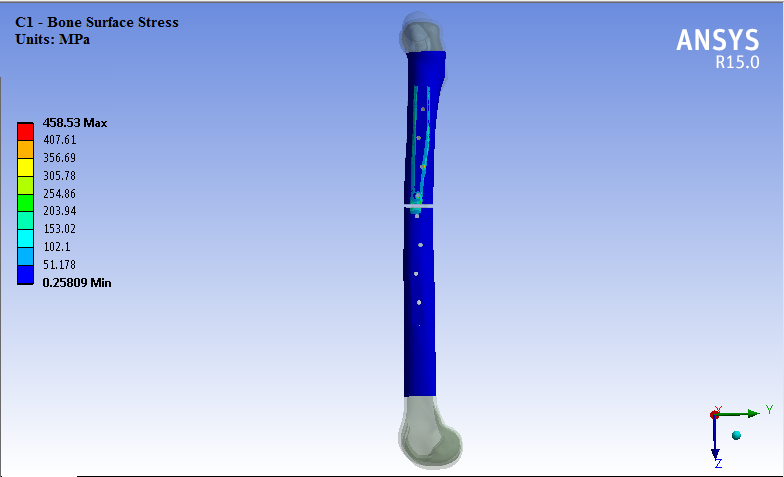 C1 - Bone Surface Stress
Units: MPa
ANSYS
R15.0
458.53 Max
407.61
356.69
305.78
254.86
203.94
153.02
102.1
51.178
0.25809 Min
X
Y
Z